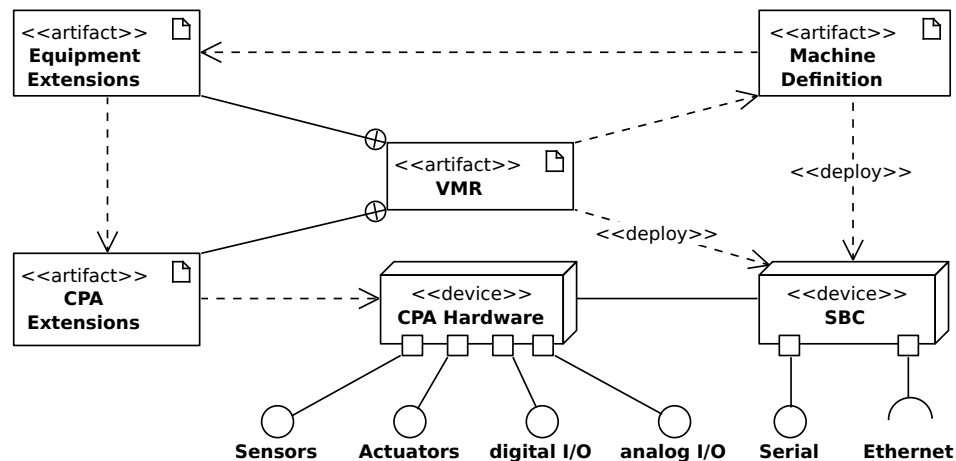 <<artifact>>
Equipment
Extensions
<<artifact>>
Machine
Definition
<<artifact>>
VMR
<<deploy>>
<<deploy>>
<<artifact>>
CPA
Extensions
<<device>>
CPA Hardware
<<device>>
SBC
Sensors
Actuators
digital I/O
analog I/O
Serial
Ethernet